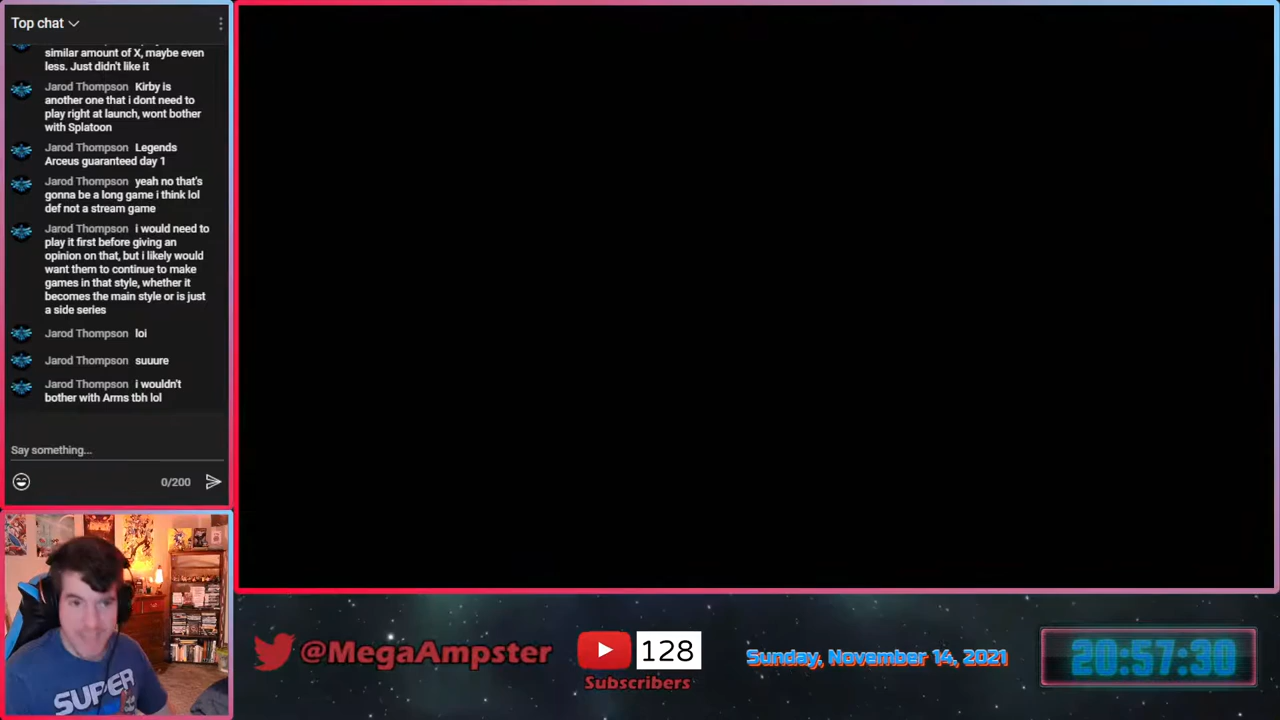 Top chat
similar amount of X, maybe even
less. Just didn't like it
Jarod Thompson Kirby is
another one that i dont need to
play right at launch, wont bother
with Splatoon
Jarod Thompson Legends
Arceus guaranteed day 1
Jarod Thompson yeah no that's
gonna be a long game i think lol
def not a stream game
Jarod Thompson i would need to
play it first before giving an
opinion on that, but i likely would
want them to continue to make
games in that style, whether it
becomes the main style or is just
a side series
Jarod Thompson loi
Jarod Thompson suuure
Jarod Thompson i wouldn't
bother with Arms tbh lol
Say something...
0/200
SUPER
@MegaAmpster
128
Subscribers
Sunday, November 14, 2021
20:57:30